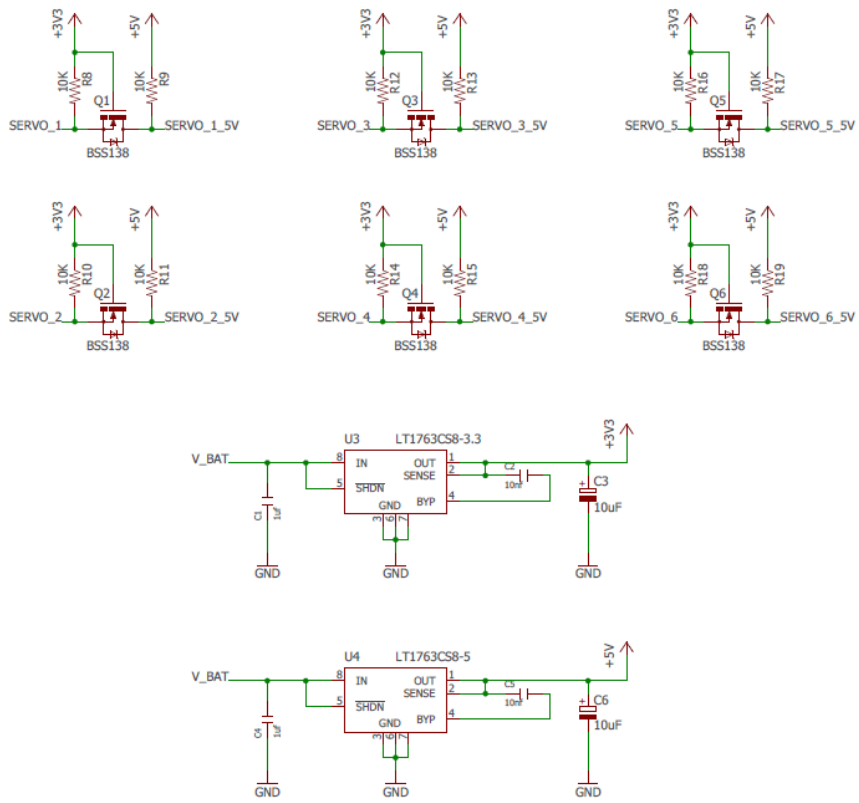 +3V3
+5V
10K
R8
10K
R9
Q1
SERVO_1
SERVO_1_5V
BSS138
+3V3
+5V
10K
R12
10K
R13
Q3
SERVO_3
SERVO_3_5V
BSS138
+3V3
+5V
10K
R16
10K
R17
Q5
SERVO_5
SERVO_5_5V
BSS138
+3V3
+5V
10K
R10
10K
R11
Q2
SERVO_2
SERVO_2_5V
BSS138
+3V3
+5V
10K
R14
10K
R15
Q4
SERVO_4
SERVO_4_5V
BSS138
+3V3
+5V
10K
R18
10K
R19
Q6
SERVO_6
SERVO_6_5V
BSS138
U3 LT1763CS8-3.3
V_BAT
8 IN
5 SHDN
OUT 1
SENSE 2
BYP 4
GND
3 6 7
C1
1uF
C2
10nF
+3V3
C3
+
10uF
GND
GND
GND
U4 LT1763CS8-5
V_BAT
8 IN
5 SHDN
OUT 1
SENSE 2
BYP 4
GND
3 6 7
C4
1uF
C5
10nF
+5V
C6
+
10uF
GND
GND
GND